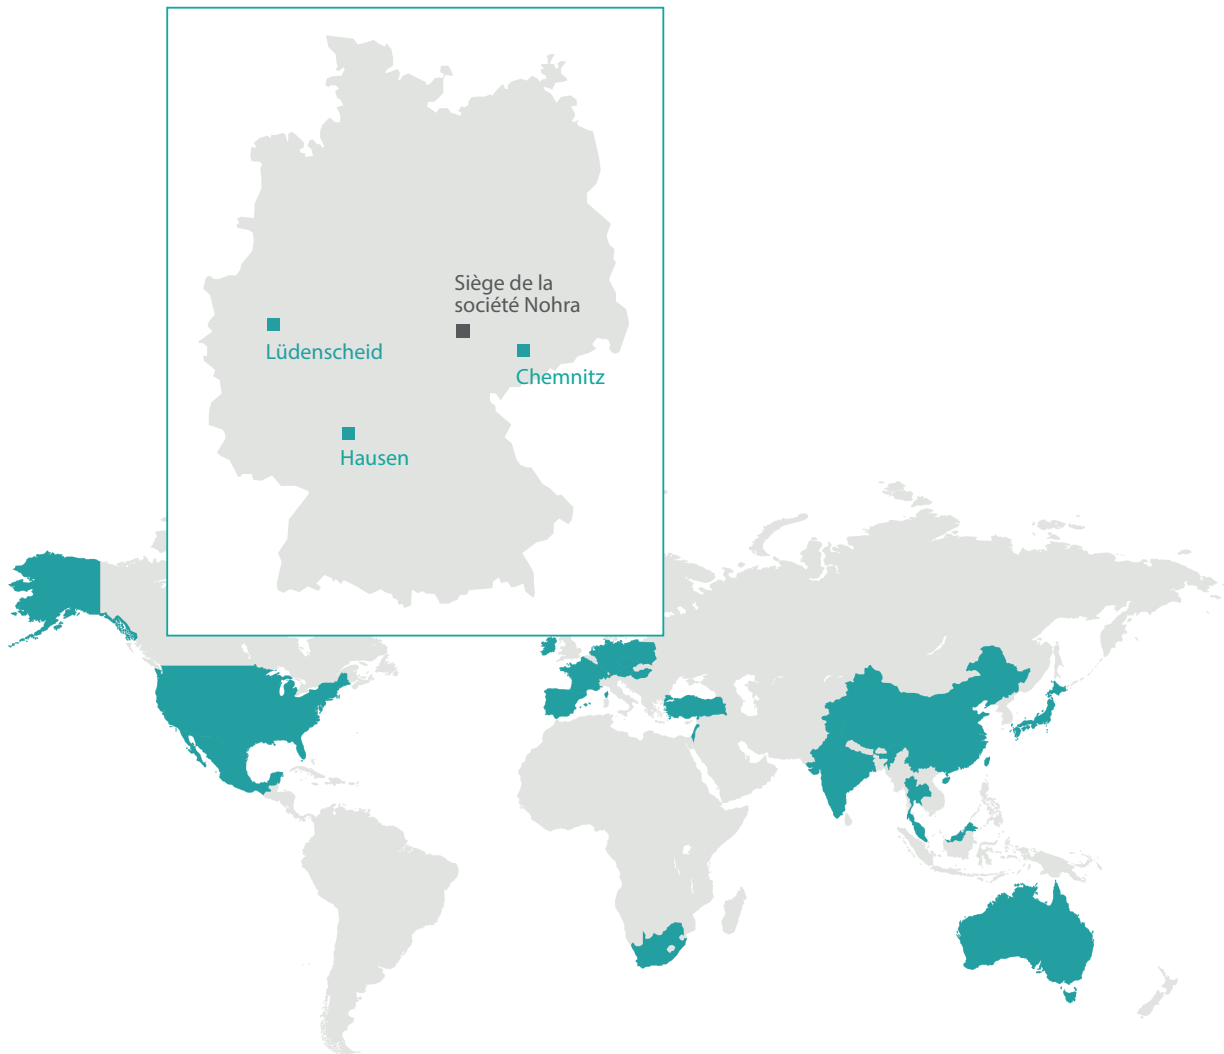 Siège de la
société Nohra
Lüdenscheid
Chemnitz
Hausen